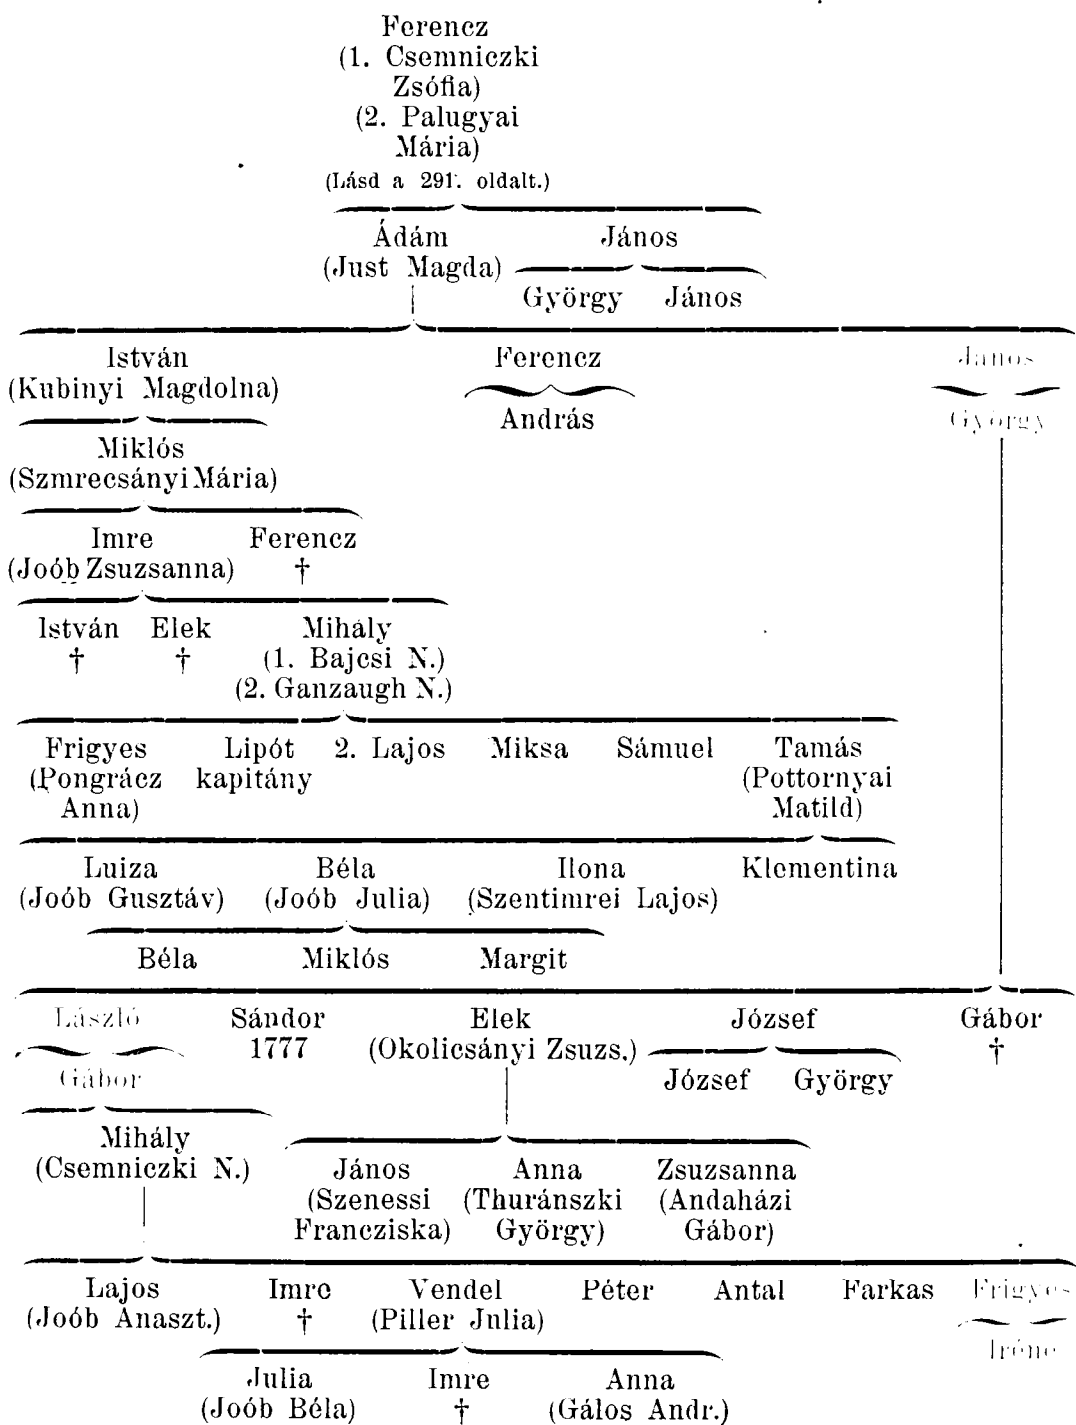 Ferencz
(1. Csemniczki
Zsófia)
(2. Palugyai
Mária)
(Lásd a 291. oldalt.)
Ádám János
(Just Magda)
György János
István Ferencz János
(Kubinyi Magdolna)
András György
Miklós
(Szmrecsányi Mária)
Imre Ferencz
(Joób Zsuzsanna) †
István Elek Mihály
† † (1. Bajcsi N.)
(2. Ganzaugh N.)
Frigyes Lipót 2. Lajos Miksa Sámuel Tamás
(Pongrácz kapitány (Pottornyai
Anna) Matild)
Luiza Béla Ilona Klementina
(Joób Gusztáv) (Joób Julia) (Szentimrei Lajos)
Béla Miklós Margit
László Sándor Elek József Gábor
1777 (Okolicsányi Zsuzs.) †
Gábor József György
Mihály
(Csemniczki N.)
János Anna Zsuzsanna
(Szenessi (Thuránszki (Andaházi
Francziska) György) Gábor)
Lajos Imre Vendel Péter Antal Farkas Frigyes
(Joób Anaszt.) † (Piller Julia)
Iréne
Julia Imre Anna
(Joób Béla) † (Gálos Andr.)